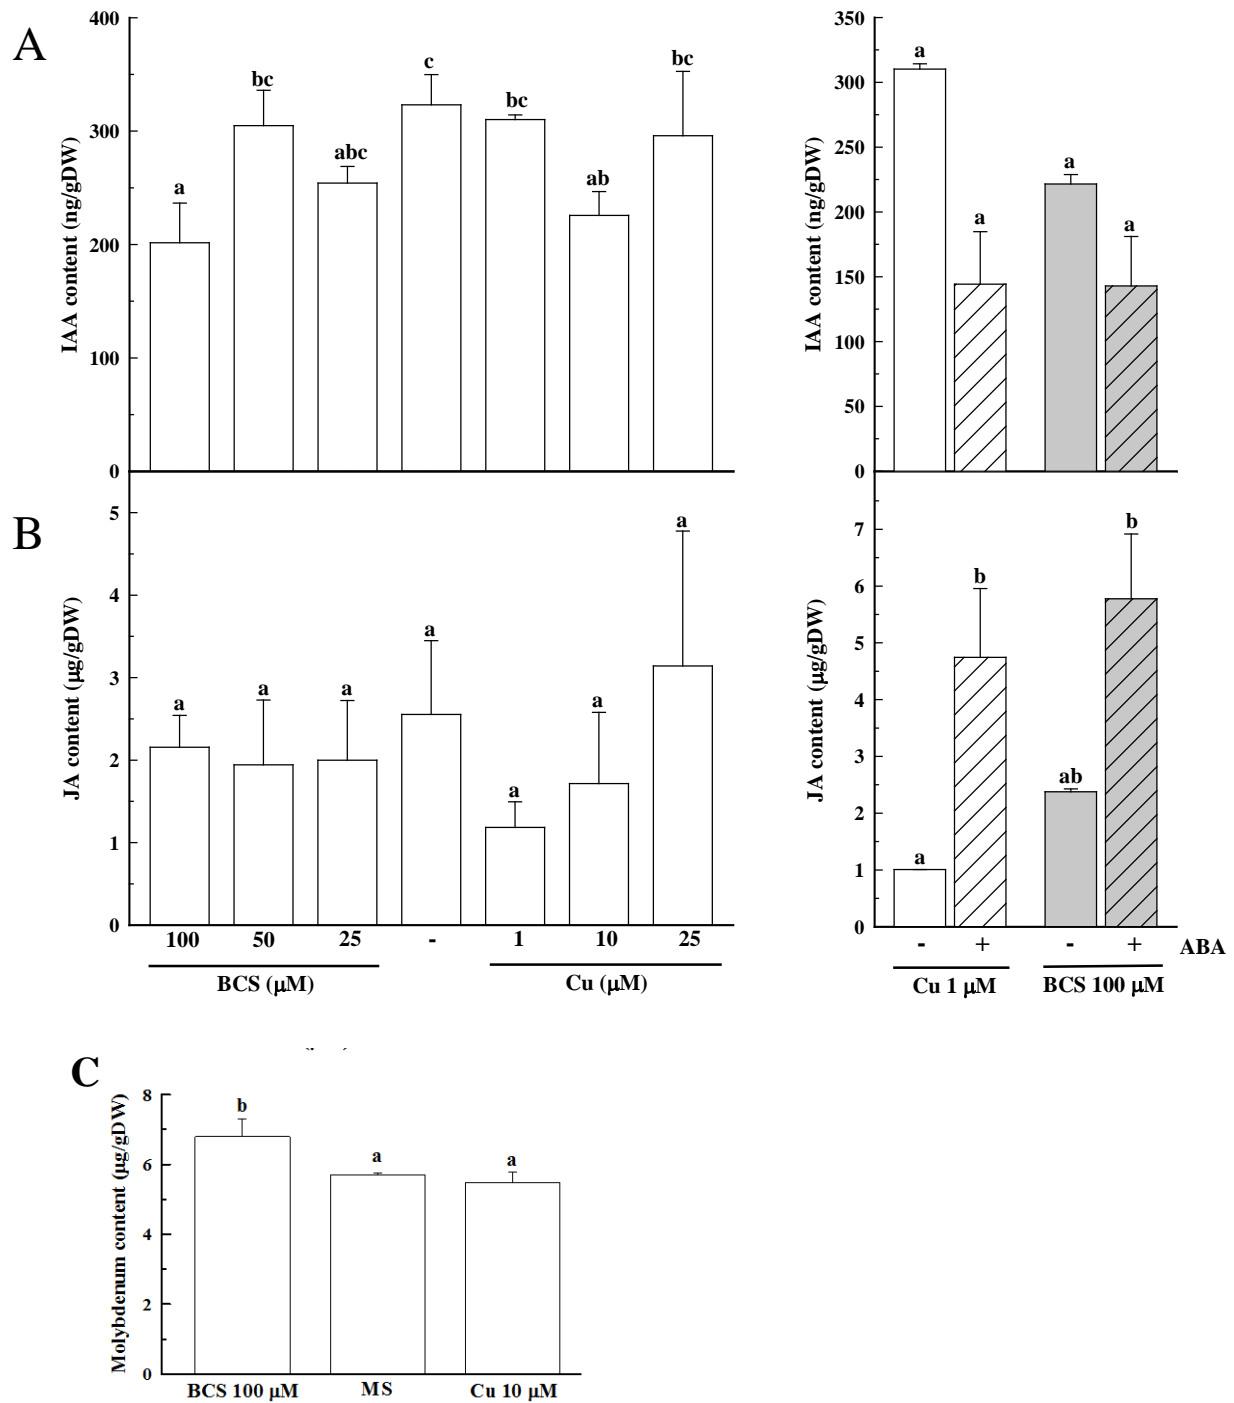 A
IAA content (ng/gDW)
400
300
200
100
0
a
bc
abc
c
bc
ab
bc
IAA content (ng/gDW)
350
300
250
200
150
100
50
0
a
a
a
a
B
JA content (μg/gDW)
5
4
3
2
1
0
a
a
a
a
a
a
a
100 50 25 - 1 10 25
BCS (μM) Cu (μM)
JA content (μg/gDW)
7
6
5
4
3
2
1
0
a
b
ab
b
- + - + ABA
Cu 1 μM BCS 100 μM
C
Molybdenum content (μg/gDW)
8
6
4
2
0
b
a
a
BCS 100 μM MS Cu 10 μM